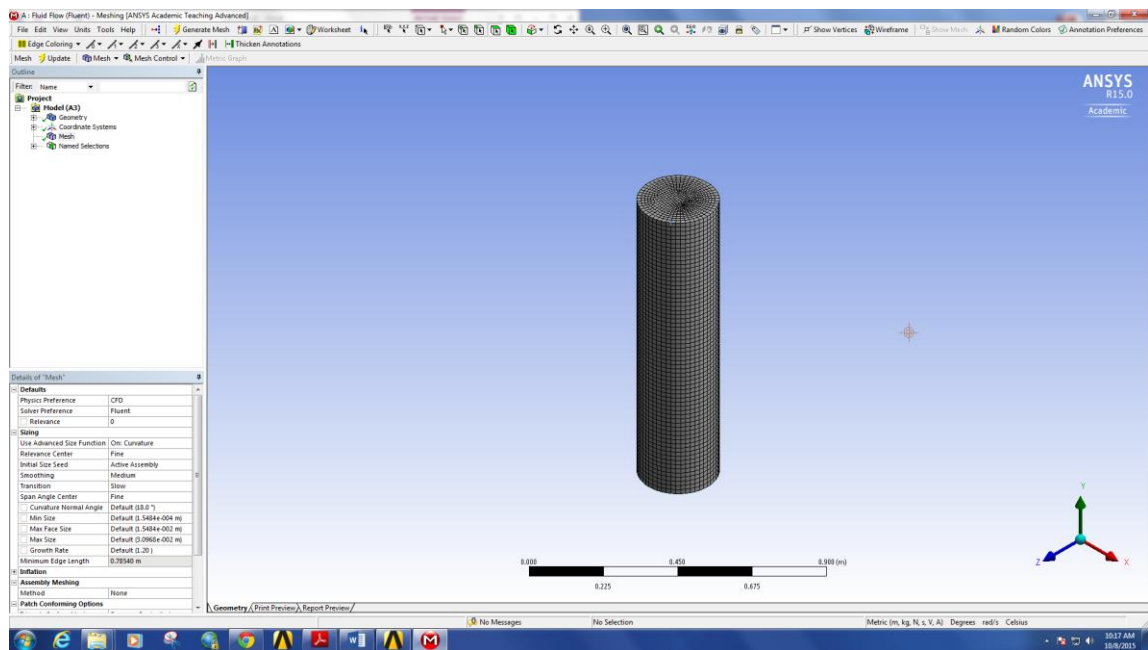 A : Fluid Flow (Fluent) - Meshing [ANSYS Academic Teaching Advanced]
File Edit View Units Tools Help Generate Mesh Worksheet Show Vertices Wireframe Show Mesh Random Colors Annotation Preferences
Edge Coloring Thicken Annotations
Mesh Update Mesh Mesh Control Metric Graph
Outline
Filter: Name
Project
Model (A3)
Geometry
Coordinate Systems
Mesh
Named Selections
ANSYS
R15.0
Academic
Details of "Mesh"
Defaults
Physics Preference CFD
Solver Preference Fluent
Relevance 0
Sizing
Use Advanced Size Function On: Curvature
Relevance Center Fine
Initial Size Seed Active Assembly
Smoothing Medium
Transition Slow
Span Angle Center Fine
Curvature Normal Angle Default (18.0 °)
Min Size Default (1.5484e-004 m)
Max Face Size Default (1.5484e-002 m)
Max Size Default (3.0968e-002 m)
Growth Rate Default (1.20 )
Minimum Edge Length 0.78540 m
Inflation
Assembly Meshing
Method None
Patch Conforming Options
0.000 0.450 0.900 (m)
0.225 0.675
Y
Z X
Geometry Print Preview Report Preview
No Messages No Selection Metric (m, kg, N, s, V, A) Degrees rad/s Celsius
10:17 AM
10/8/2015